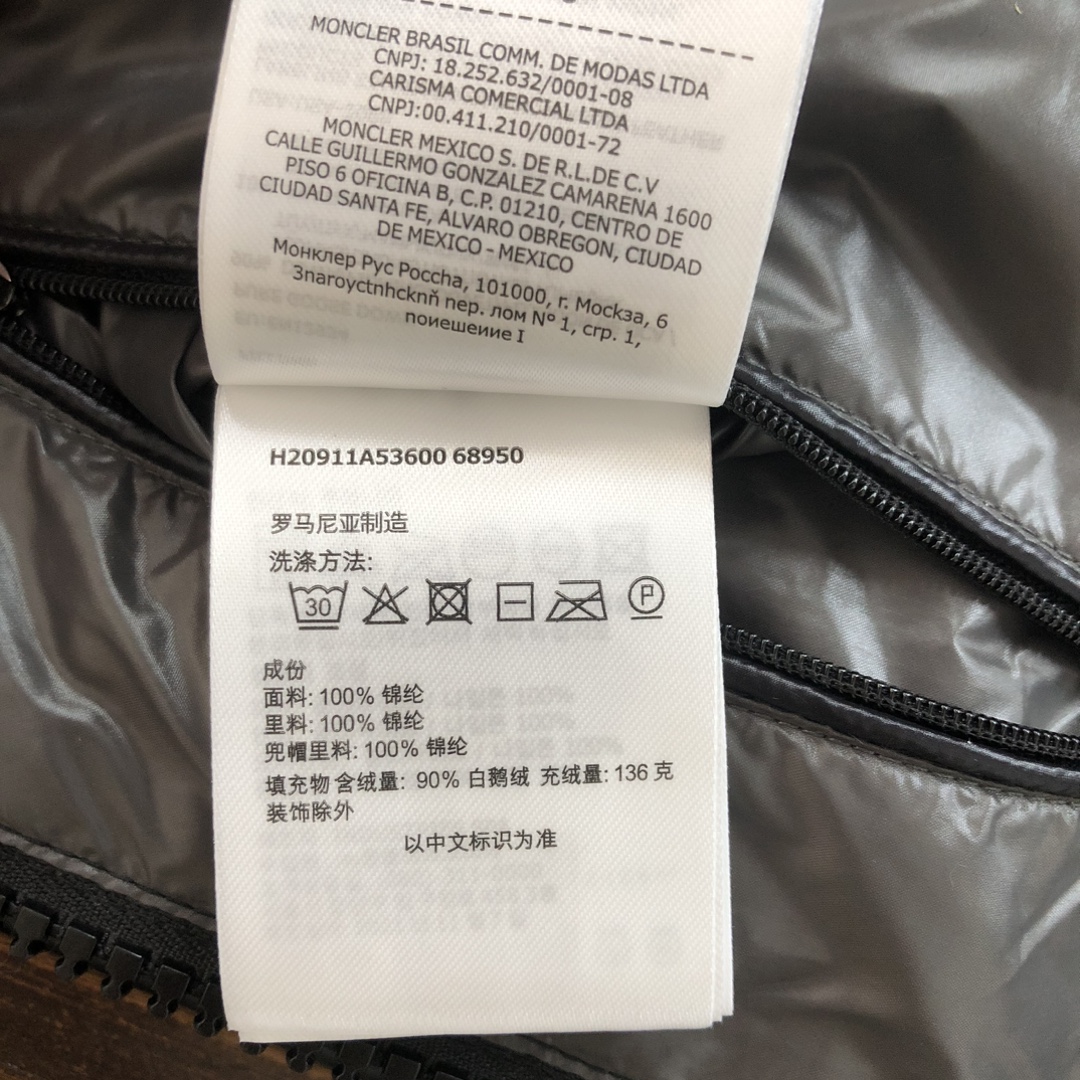 MONCLER BRASIL COMM. DE MODAS LTDA
CNPJ: 18.252.632/0001-08
CARISMA COMERCIAL LTDA
CNPJ:00.411.210/0001-72
MONCLER MEXICO S. DE R.L.DE C.V
CALLE GUILLERMO GONZALEZ CAMARENA 1600
PISO 6 OFICINA B, C.P. 01210, CENTRO DE
CIUDAD SANTA FE, ALVARO OBREGON, CIUDAD
DE MEXICO - MEXICO
Монклер Рус Poccha, 101000, г. Mockзa, 6
3naroyctnhcknй пер. лом № 1, стр. 1,
поиешеиие I
H20911A53600 68950
罗马尼亚制造
洗涤方法:
30
P
成份
面料: 100% 锦纶
里料: 100% 锦纶
兜帽里料: 100% 锦纶
填充物 含绒量: 90% 白鹅绒 充绒量: 136 克
装饰除外
以中文标识为准